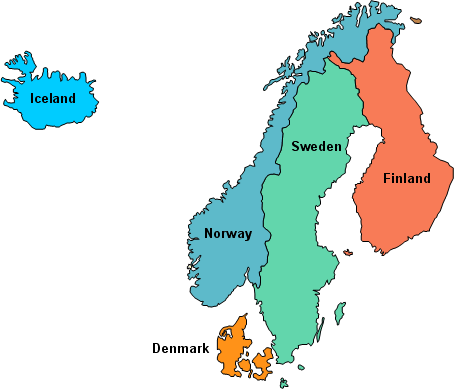 Iceland
Sweden
Finland
Norway
Denmark